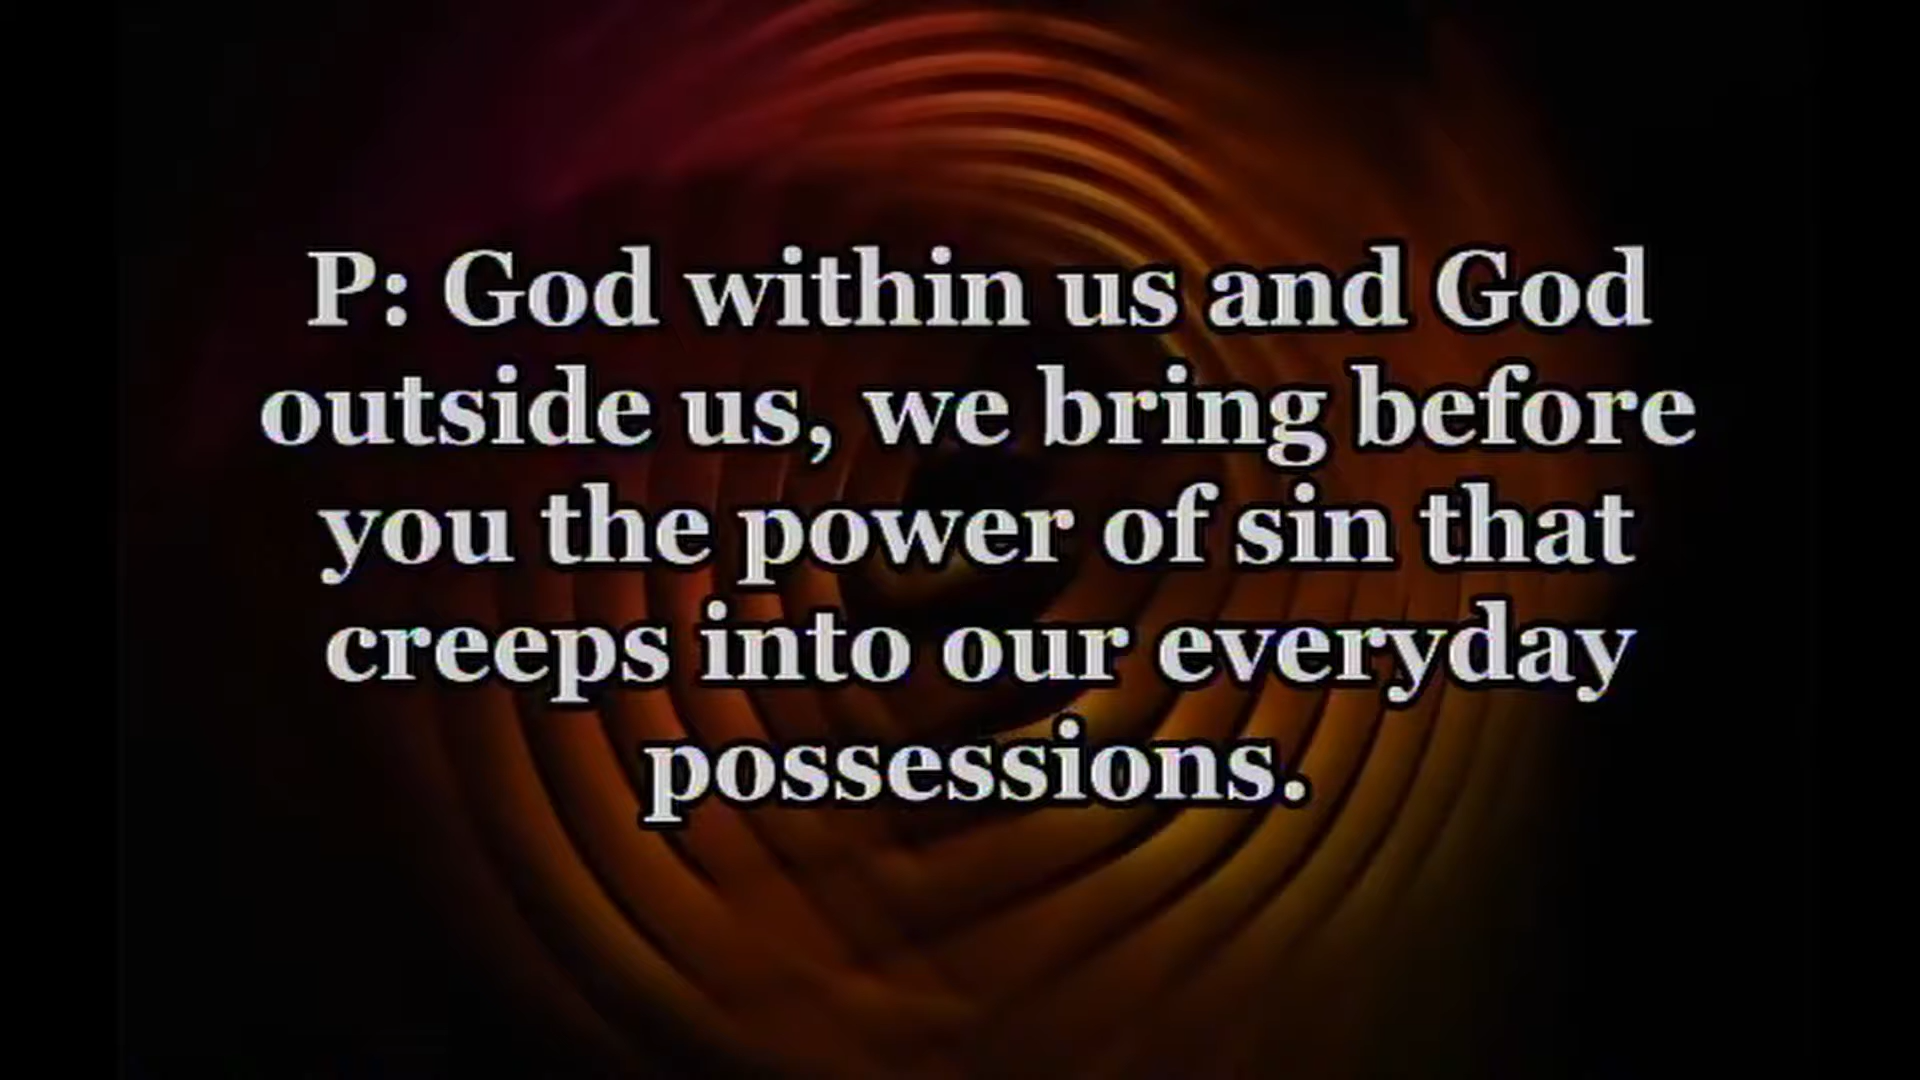 P: God within us and God
outside us, we bring before
you the power of sin that
creeps into our everyday
possessions.